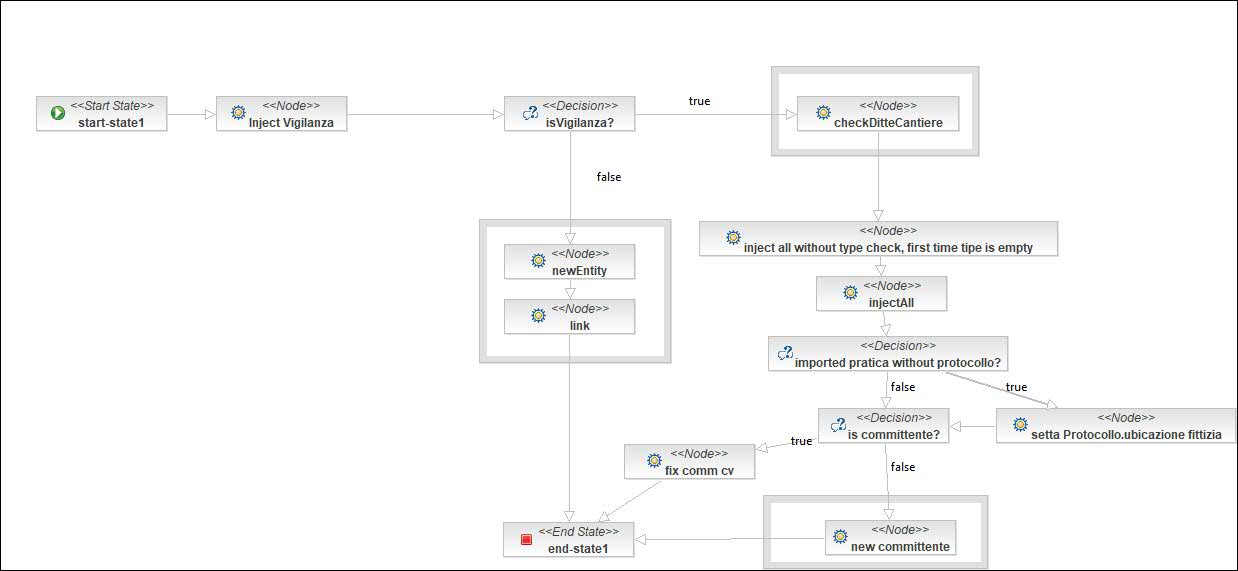 <<Start State>>
start-state1
<<Node>>
Inject Vigilanza
<<Decision>>
isVigilanza?
true
<<Node>>
checkDitteCantiere
false
<<Node>>
newEntity
<<Node>>
link
<<Node>>
inject all without type check, first time tipe is empty
<<Node>>
injectAll
<<Decision>>
imported pratica without protocollo?
false
true
<<Decision>>
is committente?
<<Node>>
setta Protocollo.ubicazione fittizia
true
<<Node>>
fix comm cv
false
<<Node>>
new committente
<<End State>>
end-state1